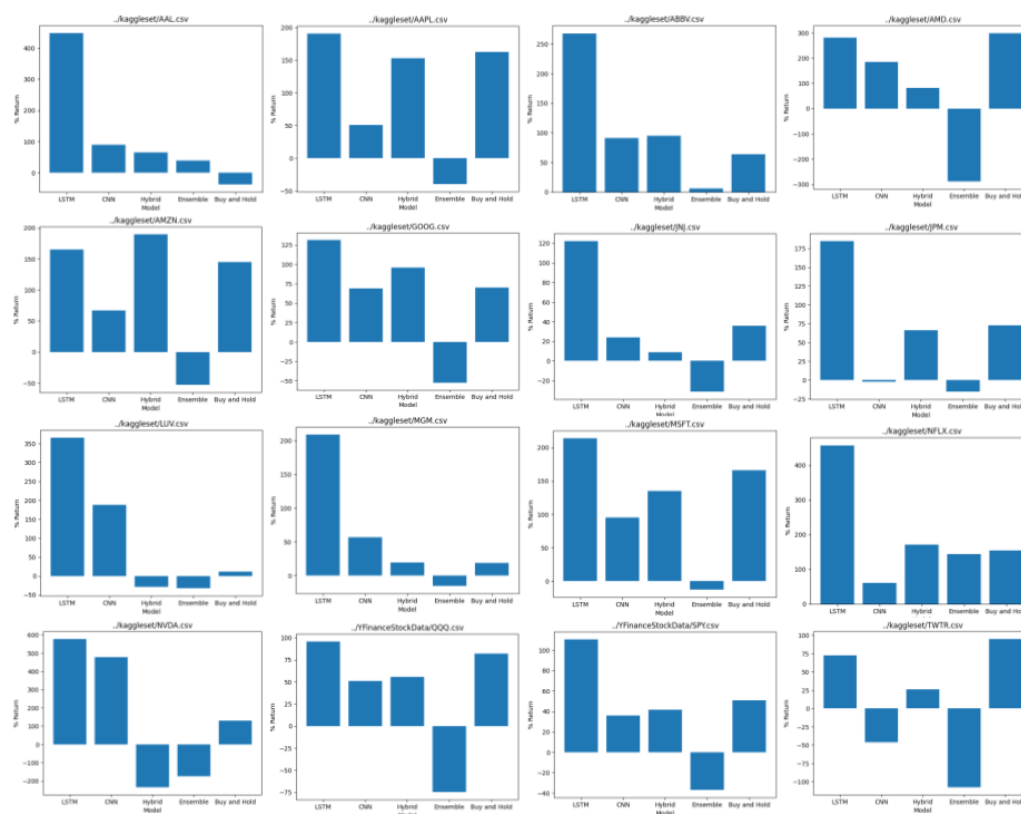 ../kaggleset/AAL.csv
% Return
400
300
200
100
0
LSTM CNN Hybrid Ensemble Buy and Hold
Model
../kaggleset/AAPL.csv
% Return
200
150
100
50
0
−50
LSTM CNN Hybrid Ensemble Buy and Hold
Model
../kaggleset/ABBV.csv
% Return
250
200
150
100
50
0
LSTM CNN Hybrid Ensemble Buy and Hold
Model
../kaggleset/AMD.csv
% Return
300
200
100
0
−100
−200
−300
LSTM CNN Hybrid Ensemble Buy and Hold
Model
../kaggleset/AMZN.csv
% Return
200
150
100
50
0
−50
LSTM CNN Hybrid Ensemble Buy and Hold
Model
../kaggleset/GOOG.csv
% Return
125
100
75
50
25
0
−25
−50
LSTM CNN Hybrid Ensemble Buy and Hold
Model
../kaggleset/JNJ.csv
% Return
120
100
80
60
40
20
0
−20
LSTM CNN Hybrid Ensemble Buy and Hold
Model
../kaggleset/JPM.csv
% Return
175
150
125
100
75
50
25
0
−25
LSTM CNN Hybrid Ensemble Buy and Hold
Model
../kaggleset/LUV.csv
% Return
350
300
250
200
150
100
50
0
−50
LSTM CNN Hybrid Ensemble Buy and Hold
Model
../kaggleset/MGM.csv
% Return
200
150
100
50
0
LSTM CNN Hybrid Ensemble Buy and Hold
Model
../kaggleset/MSFT.csv
% Return
200
150
100
50
0
LSTM CNN Hybrid Ensemble Buy and Hold
Model
../kaggleset/NFLX.csv
% Return
400
300
200
100
0
LSTM CNN Hybrid Ensemble Buy and Hold
Model
../kaggleset/NVDA.csv
% Return
600
500
400
300
200
100
0
−100
−200
LSTM CNN Hybrid Ensemble Buy and Hold
Model
../YFinanceStockData/QQQ.csv
% Return
100
75
50
25
0
−25
−50
−75
LSTM CNN Hybrid Ensemble Buy and Hold
Model
../YFinanceStockData/SPY.csv
% Return
100
80
60
40
20
0
−20
−40
LSTM CNN Hybrid Ensemble Buy and Hold
Model
../kaggleset/TWTR.csv
% Return
100
75
50
25
0
−25
−50
−75
−100
LSTM CNN Hybrid Ensemble Buy and Hold
Model